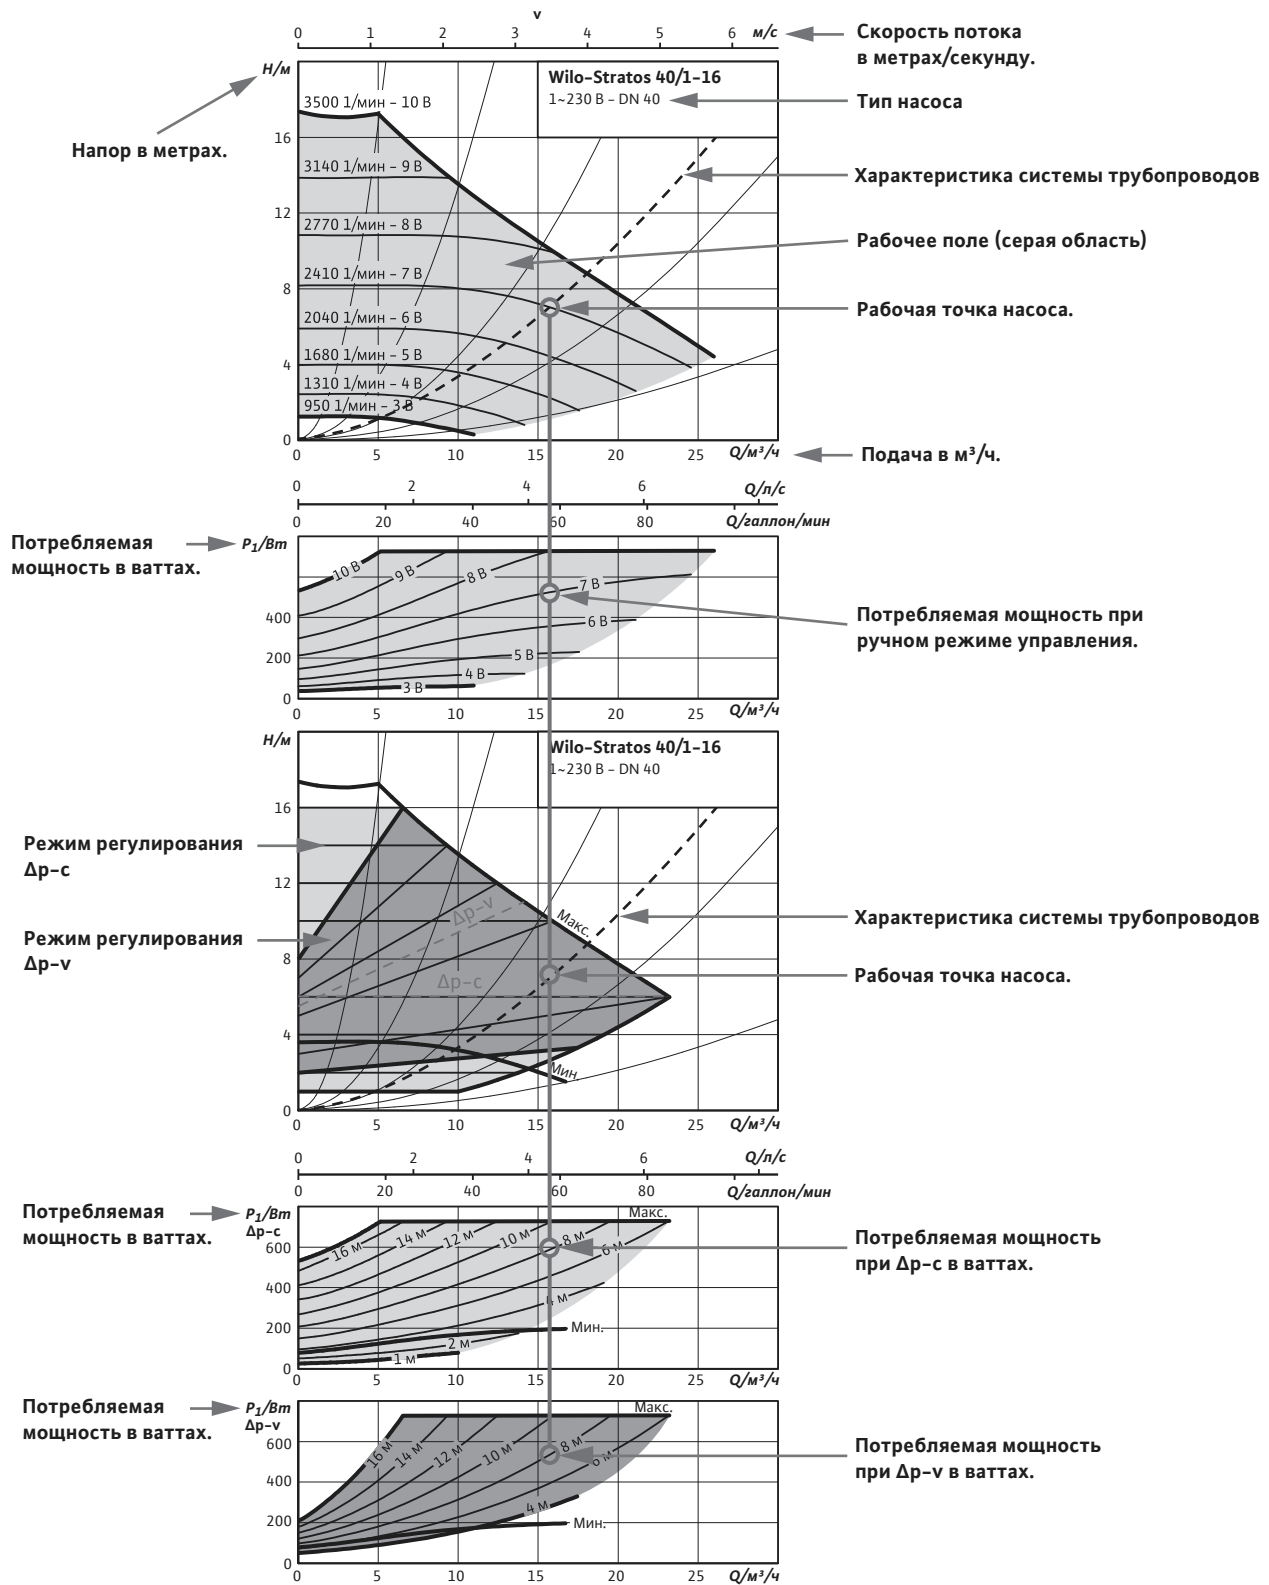 v
0 1 2 3 4 5 6 м/с
Скорость потока
в метрах/секунду.
H/м
Wilo-Stratos 40/1-16
1~230 В - DN 40
Тип насоса
3500 1/мин - 10 В
Напор в метрах.
16
3140 1/мин - 9 В
Характеристика системы трубопроводов
12
2770 1/мин - 8 В
Рабочее поле (серая область)
2410 1/мин - 7 В
8
Рабочая точка насоса.
2040 1/мин - 6 В
1680 1/мин - 5 В
4
1310 1/мин - 4 В
950 1/мин - 3 В
0
0 5 10 15 20 25 Q/м³/ч
Подача в м³/ч.
0 2 4 6 Q/л/с
0 20 40 60 80 Q/галлон/мин
Потребляемая
мощность в ваттах.
P₁/Вт
10 В 9 В 8 В 7 В
400
6 В
Потребляемая мощность при
ручном режиме управления.
200
5 В
4 В
3 В
0
0 5 10 15 20 25 Q/м³/ч
H/м
Wilo-Stratos 40/1-16
1~230 В - DN 40
16
Режим регулирования
Δp-c
12
Δp-v
Макс.
Характеристика системы трубопроводов
Режим регулирования
Δp-v
8
Δp-c
Рабочая точка насоса.
4
Мин.
0
0 5 10 15 20 25 Q/м³/ч
0 2 4 6 Q/л/с
0 20 40 60 80 Q/галлон/мин
Потребляемая
мощность в ваттах.
P₁/Вт
Δp-c
Макс.
600
16 м 14 м 12 м 10 м 8 м 6 м
Потребляемая мощность
при Δp-c в ваттах.
400
4 м
200
Мин.
2 м
1 м
0
0 5 10 15 20 25 Q/м³/ч
Потребляемая
мощность в ваттах.
P₁/Вт
Δp-v
Макс.
600
16 м 14 м 12 м 10 м 8 м 6 м
Потребляемая мощность
при Δp-v в ваттах.
400
4 м
200
Мин.
0
0 5 10 15 20 25 Q/м³/ч